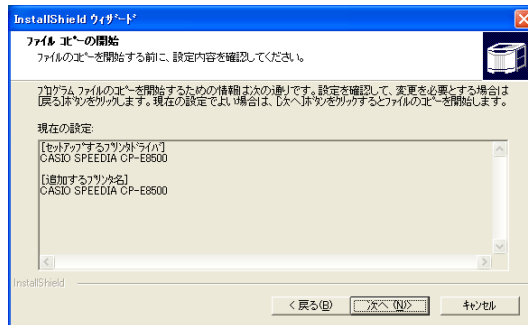 InstallShield ウィザード
ファイル コピーの開始
ファイルのコピーを開始する前に、設定内容を確認してください。
プログラム ファイルのコピーを開始するための情報は次の通りです。設定を確認して、変更を必要とする場合は
[戻る]ボタンをクリックします。現在の設定でよい場合は、[次へ]ボタンをクリックするとファイルのコピーを開始します。
現在の設定:
[セットアップするプリンタドライバ]
CASIO SPEEDIA CP-E8500
[追加するプリンタ名]
CASIO SPEEDIA CP-E8500
InstallShield
< 戻る(B)
次へ (N)>
キャンセル